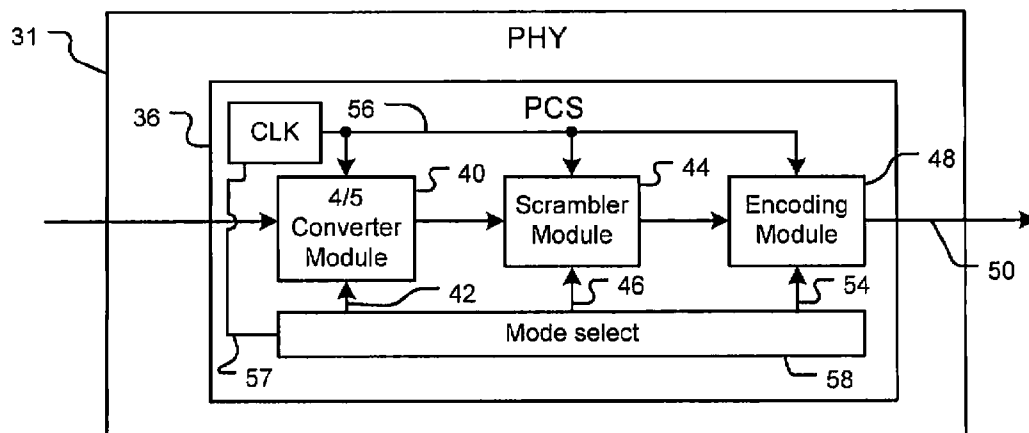 31
PHY
36
CLK
56
PCS
4/5
Converter
Module
40
Scrambler
Module
44
Encoding
Module
48
50
42
46
54
Mode select
57
58